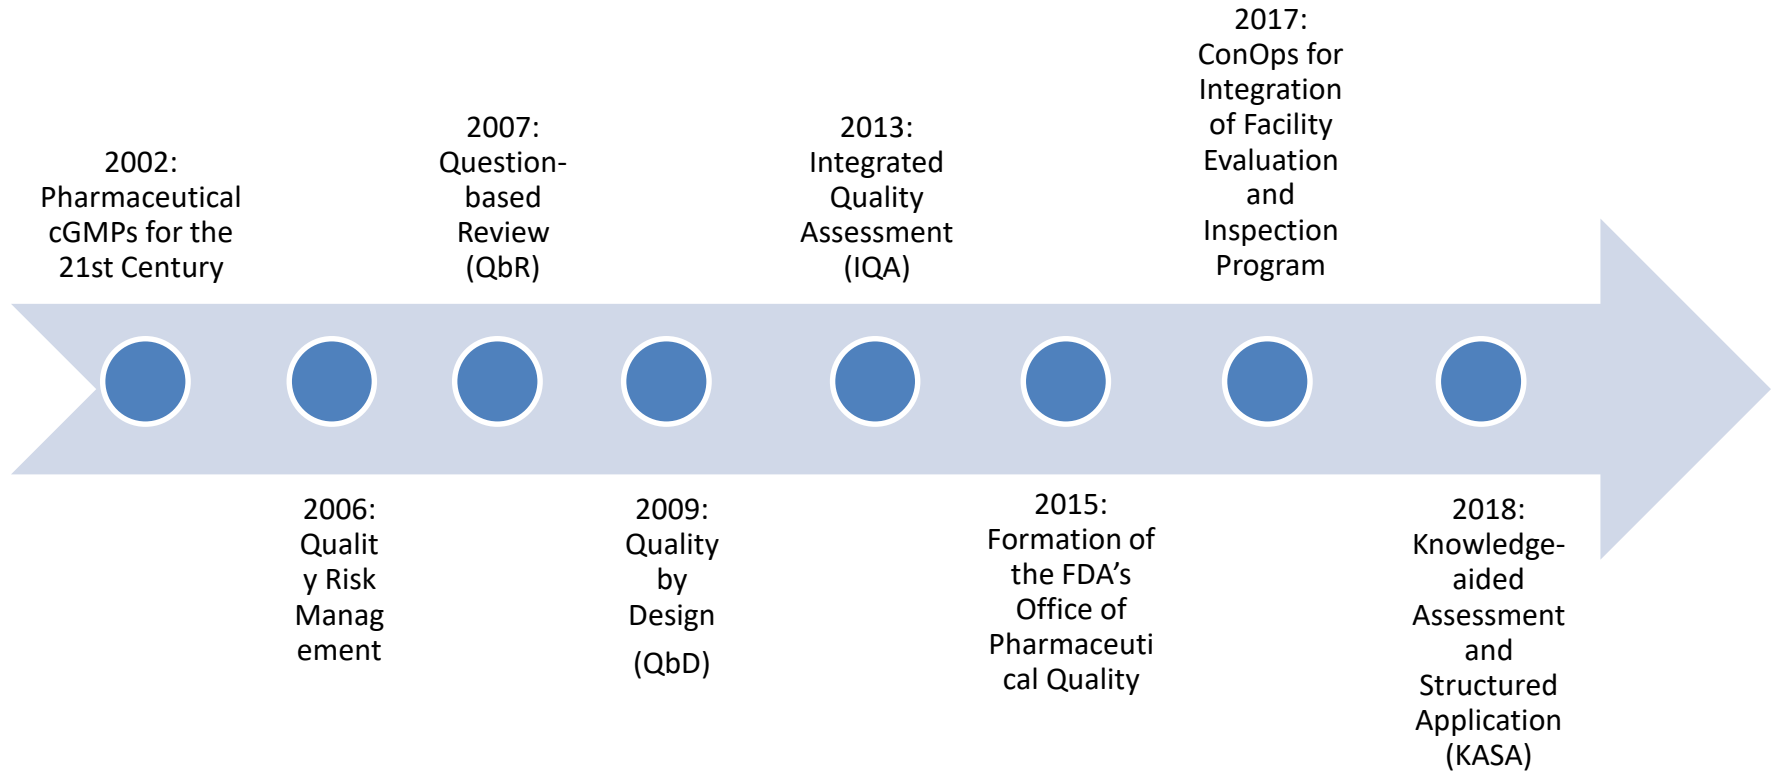 2002:
Pharmaceutical
cGMPs for the
21st Century
2006:
Qualit
y Risk
Manag
ement
2007:
Question-
based
Review
(QbR)
2009:
Quality
by
Design
(QbD)
2013:
Integrated
Quality
Assessment
(IQA)
2015:
Formation of
the FDA’s
Office of
Pharmaceuti
cal Quality
2017:
ConOps for
Integration
of Facility
Evaluation
and
Inspection
Program
2018:
Knowledge-
aided
Assessment
and
Structured
Application
(KASA)